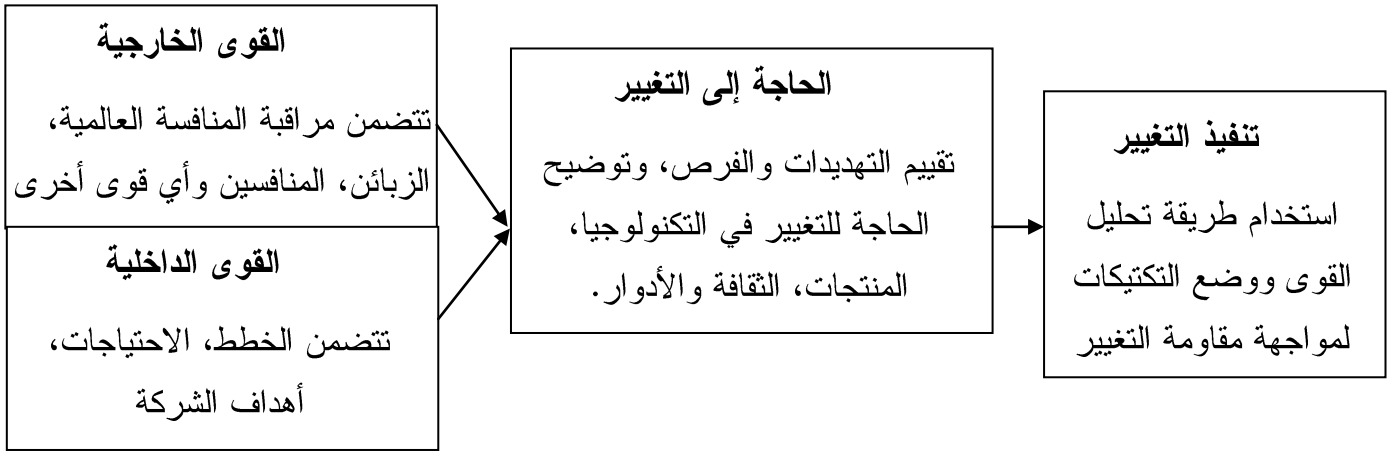 القوى الخارجية
تتضمن مراقبة المنافسة العالمية،
الزبائن، المنافسين وأي قوى أخرى
القوى الداخلية
تتضمن الخطط، الاحتياجات،
أهداف الشركة
الحاجة إلى التغيير
تقييم التهديدات والفرص، وتوضيح
الحاجة للتغيير في التكنولوجيا،
المنتجات، الثقافة والأدوار.
تنفيذ التغيير
استخدام طريقة تحليل
القوى ووضع التكتيكات
لمواجهة مقاومة التغيير